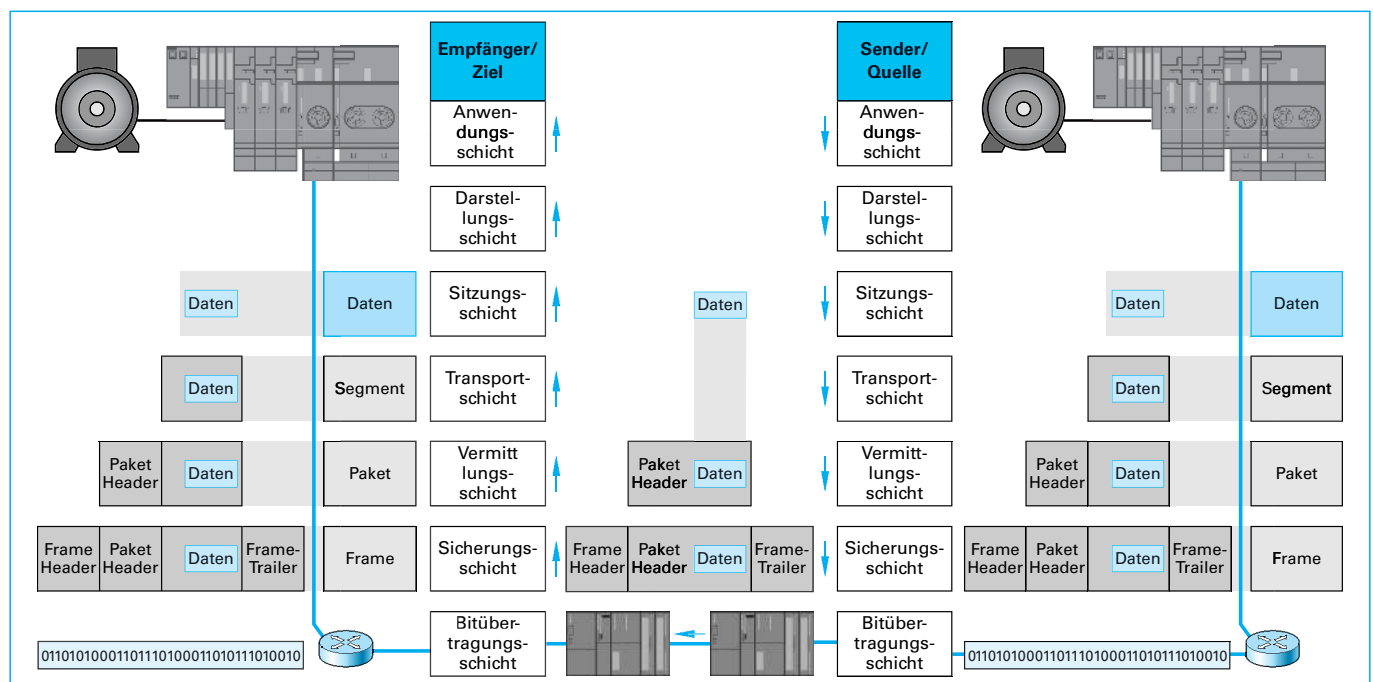 Empfänger/
Ziel
Sender/
Quelle
Anwen-
dungs-
schicht
Anwen-
dungs-
schicht
Darstel-
lungs-
schicht
Darstel-
lungs-
schicht
Daten
Daten
Sitzungs-
schicht
Daten
Sitzungs-
schicht
Daten
Daten
Daten
Segment
Transport-
schicht
Transport-
schicht
Daten
Segment
Paket
Header
Daten
Paket
Vermitt
lungs-
schicht
Paket
Header
Daten
Vermitt-
lungs-
schicht
Paket
Header
Daten
Paket
Frame
Header
Paket
Header
Daten
Frame-
Trailer
Frame
Sicherungs-
schicht
Frame
Header
Paket
Header
Daten
Frame-
Trailer
Sicherungs-
schicht
Frame
Header
Paket
Header
Daten
Frame-
Trailer
Frame
0110101000110111010001101011101​0010
Bitüber-
tragungs-
schicht
Bitüber-
tragungs-
schicht
01101010001101110100011010111010010